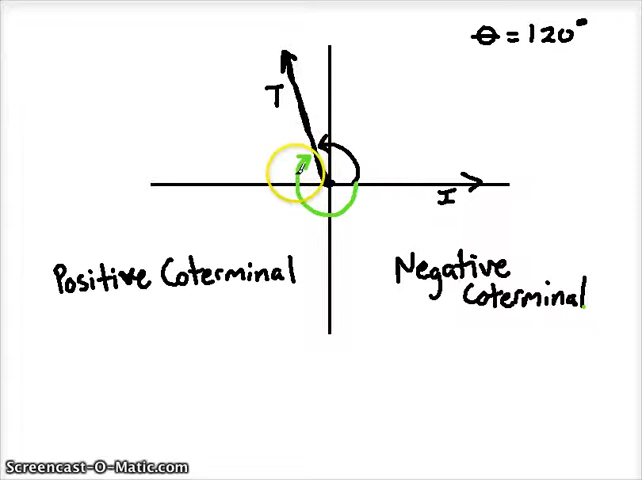 θ = 120°
T
I
Positive Coterminal
Negative
Coterminal
Screencast-O-Matic.com